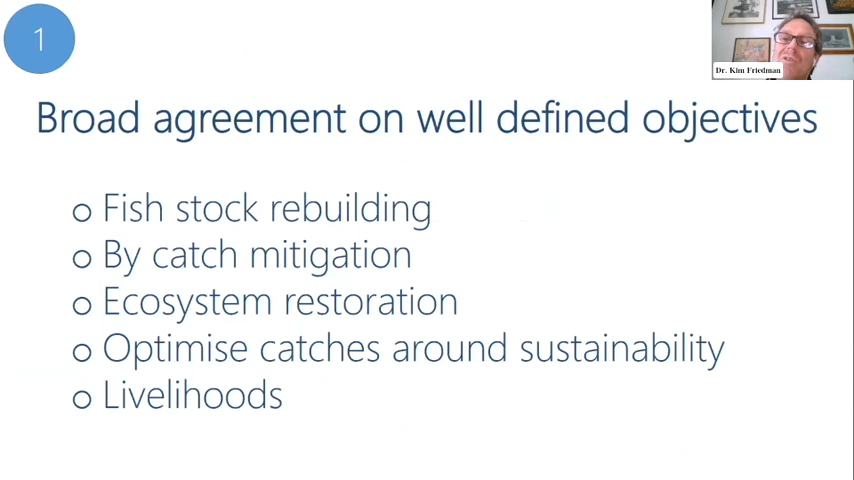 1
Dr. Kim Friedman
Broad agreement on well defined objectives
o Fish stock rebuilding
o By catch mitigation
o Ecosystem restoration
o Optimise catches around sustainability
o Livelihoods